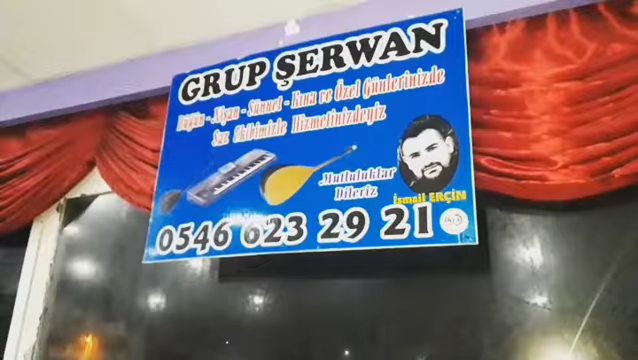 GRUP ŞERWAN
Düğün - Nişan - Sünnet - Kına ve Özel Günlerinizde
Saz Ekibimizle Hizmetinizdeyiz
Mutluluklar
Dileriz
İsmail ERÇİN
0546 623 29 21